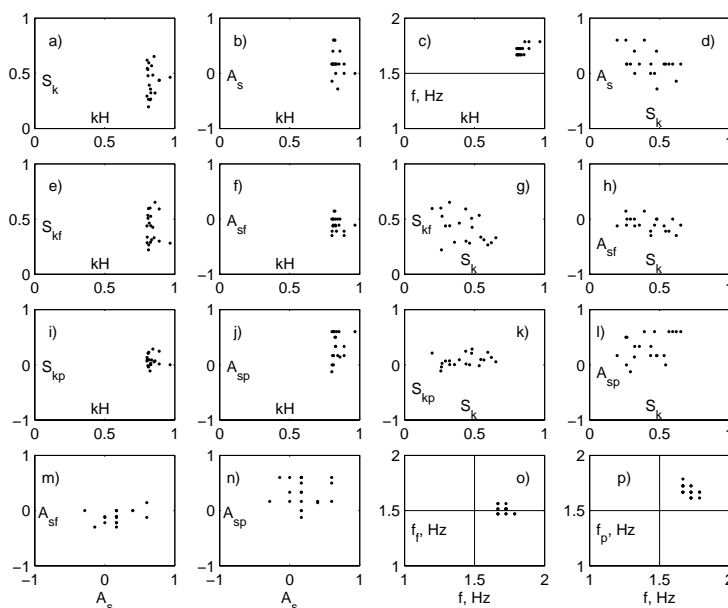 1 a) 0.5 S_k kH 0 0 0.5 1
1 b) 0 A_s kH −1 0 0.5 1
2 c) 1.5 f, Hz kH 1 0 0.5 1
1 d) 0 A_s S_k −1 0 0.5 1
1 e) 0.5 S_kf kH 0 0 0.5 1
1 f) 0 A_sf kH −1 0 0.5 1
1 g) 0.5 S_kf S_k 0 0 0.5 1
1 h) 0 A_sf S_k −1 0 0.5 1
1 i) 0 S_kp kH −1 0 0.5 1
1 j) 0 A_sp kH −1 0 0.5 1
1 k) 0 S_kp S_k −1 0 0.5 1
1 l) 0 A_sp S_k −1 0 0.5 1
1 m) 0 A_sf −1 −1 0 1 A_s
1 n) 0 A_sp −1 −1 0 1 A_s
2 o) 1.5 f_f, Hz 1 1 1.5 2 f, Hz
2 p) 1.5 f_p, Hz 1 1 1.5 2 f, Hz